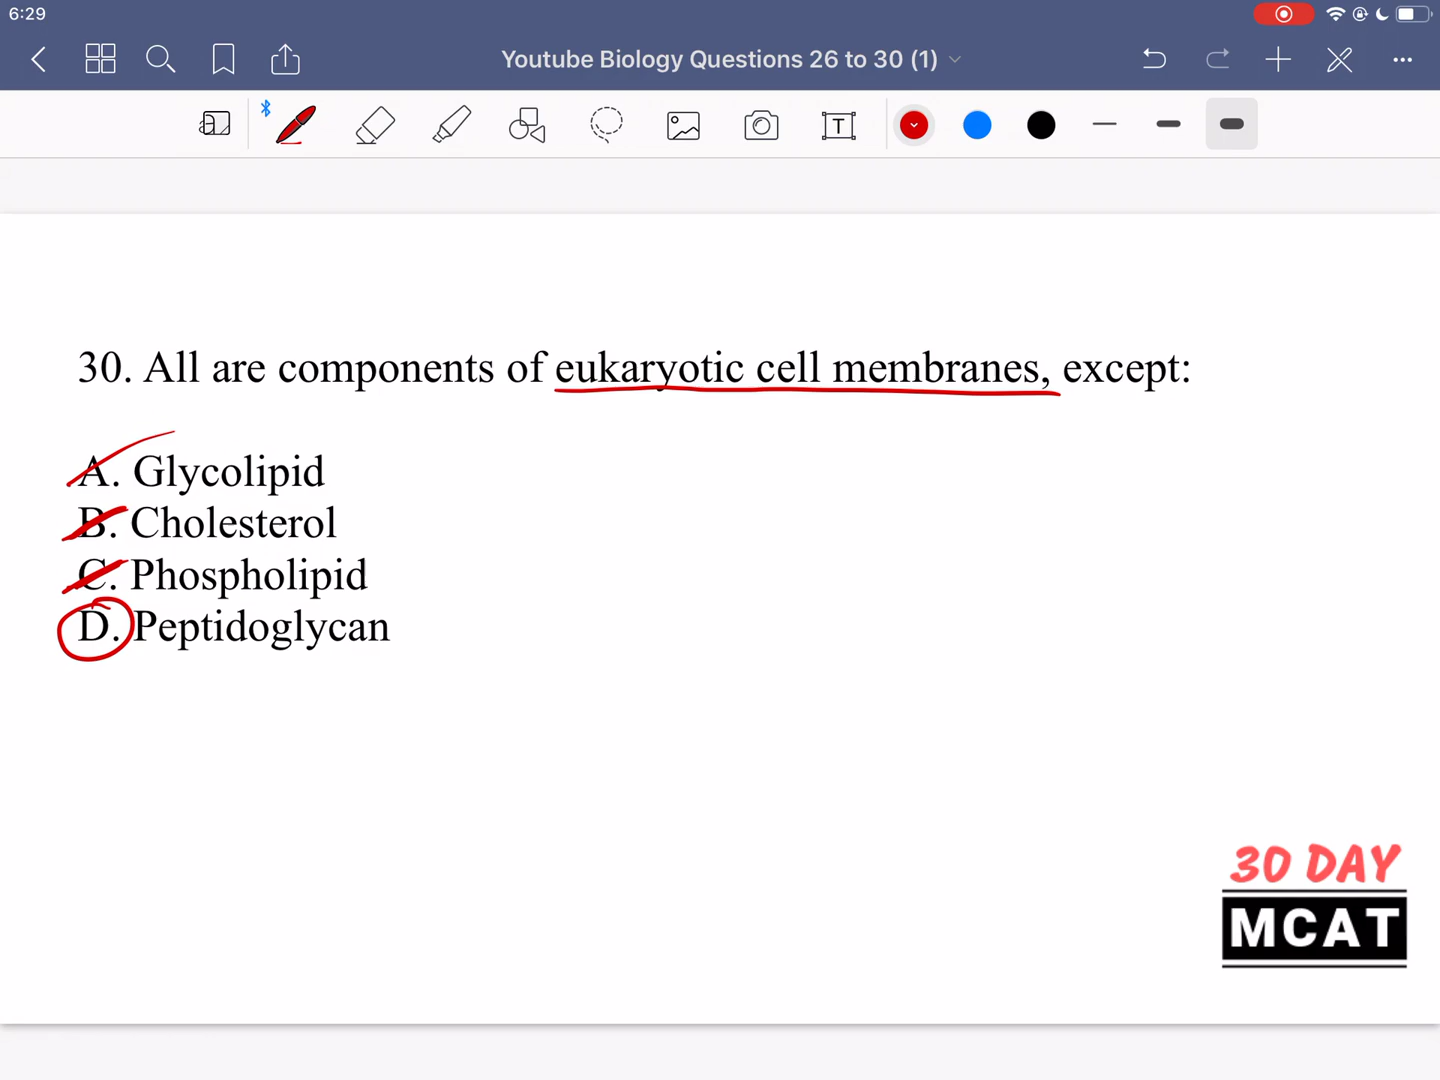 6:29
Youtube Biology Questions 26 to 30 (1)
T
30. All are components of eukaryotic cell membranes, except:
A. Glycolipid
B. Cholesterol
C. Phospholipid
D. Peptidoglycan
30 DAY
MCAT